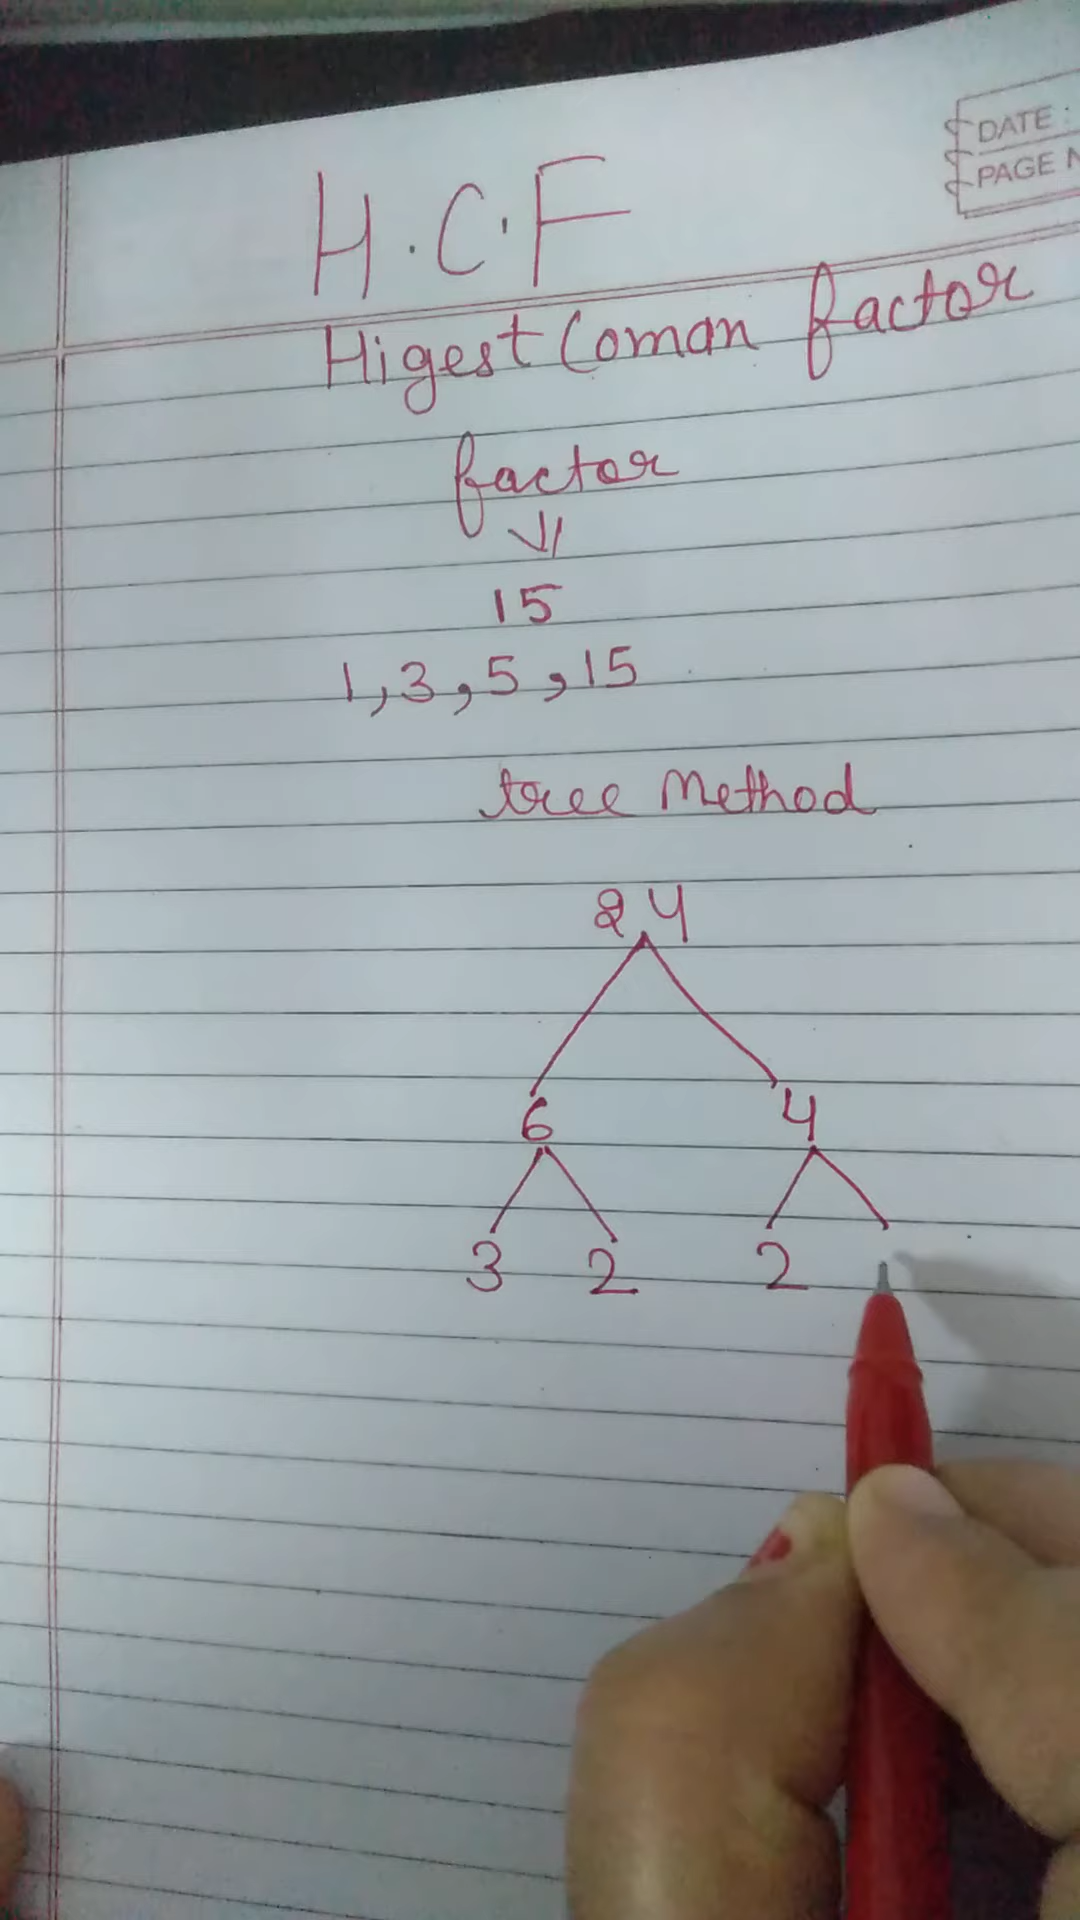 DATE :
PAGE N
H.C.F
Higest Coman factor
factor
15
1,3,5,15
tree Method
24
6 4
3 2 2